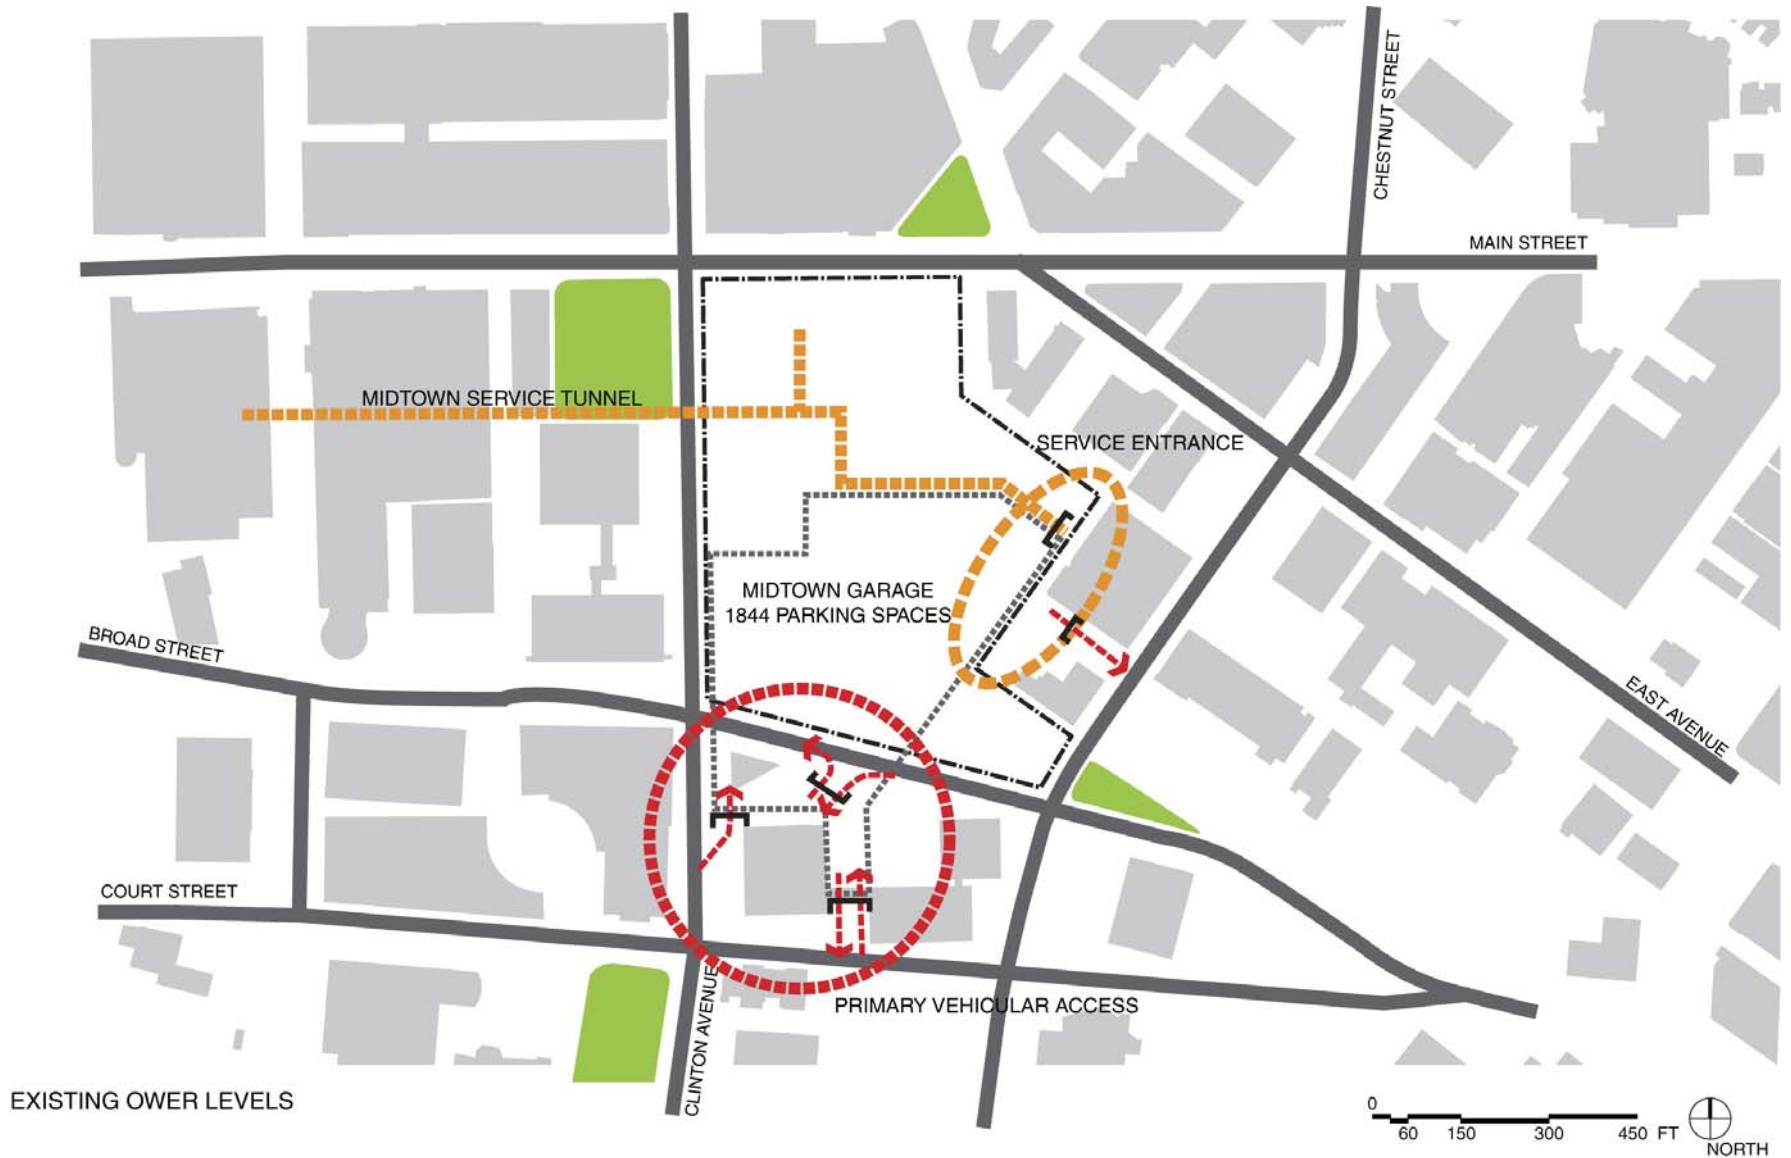 CHESTNUT STREET
MAIN STREET
MIDTOWN SERVICE TUNNEL
SERVICE ENTRANCE
MIDTOWN GARAGE
1844 PARKING SPACES
BROAD STREET
EAST AVENUE
COURT STREET
CLINTON AVENUE
PRIMARY VEHICULAR ACCESS
EXISTING OWER LEVELS
0
60 150 300 450 FT
NORTH